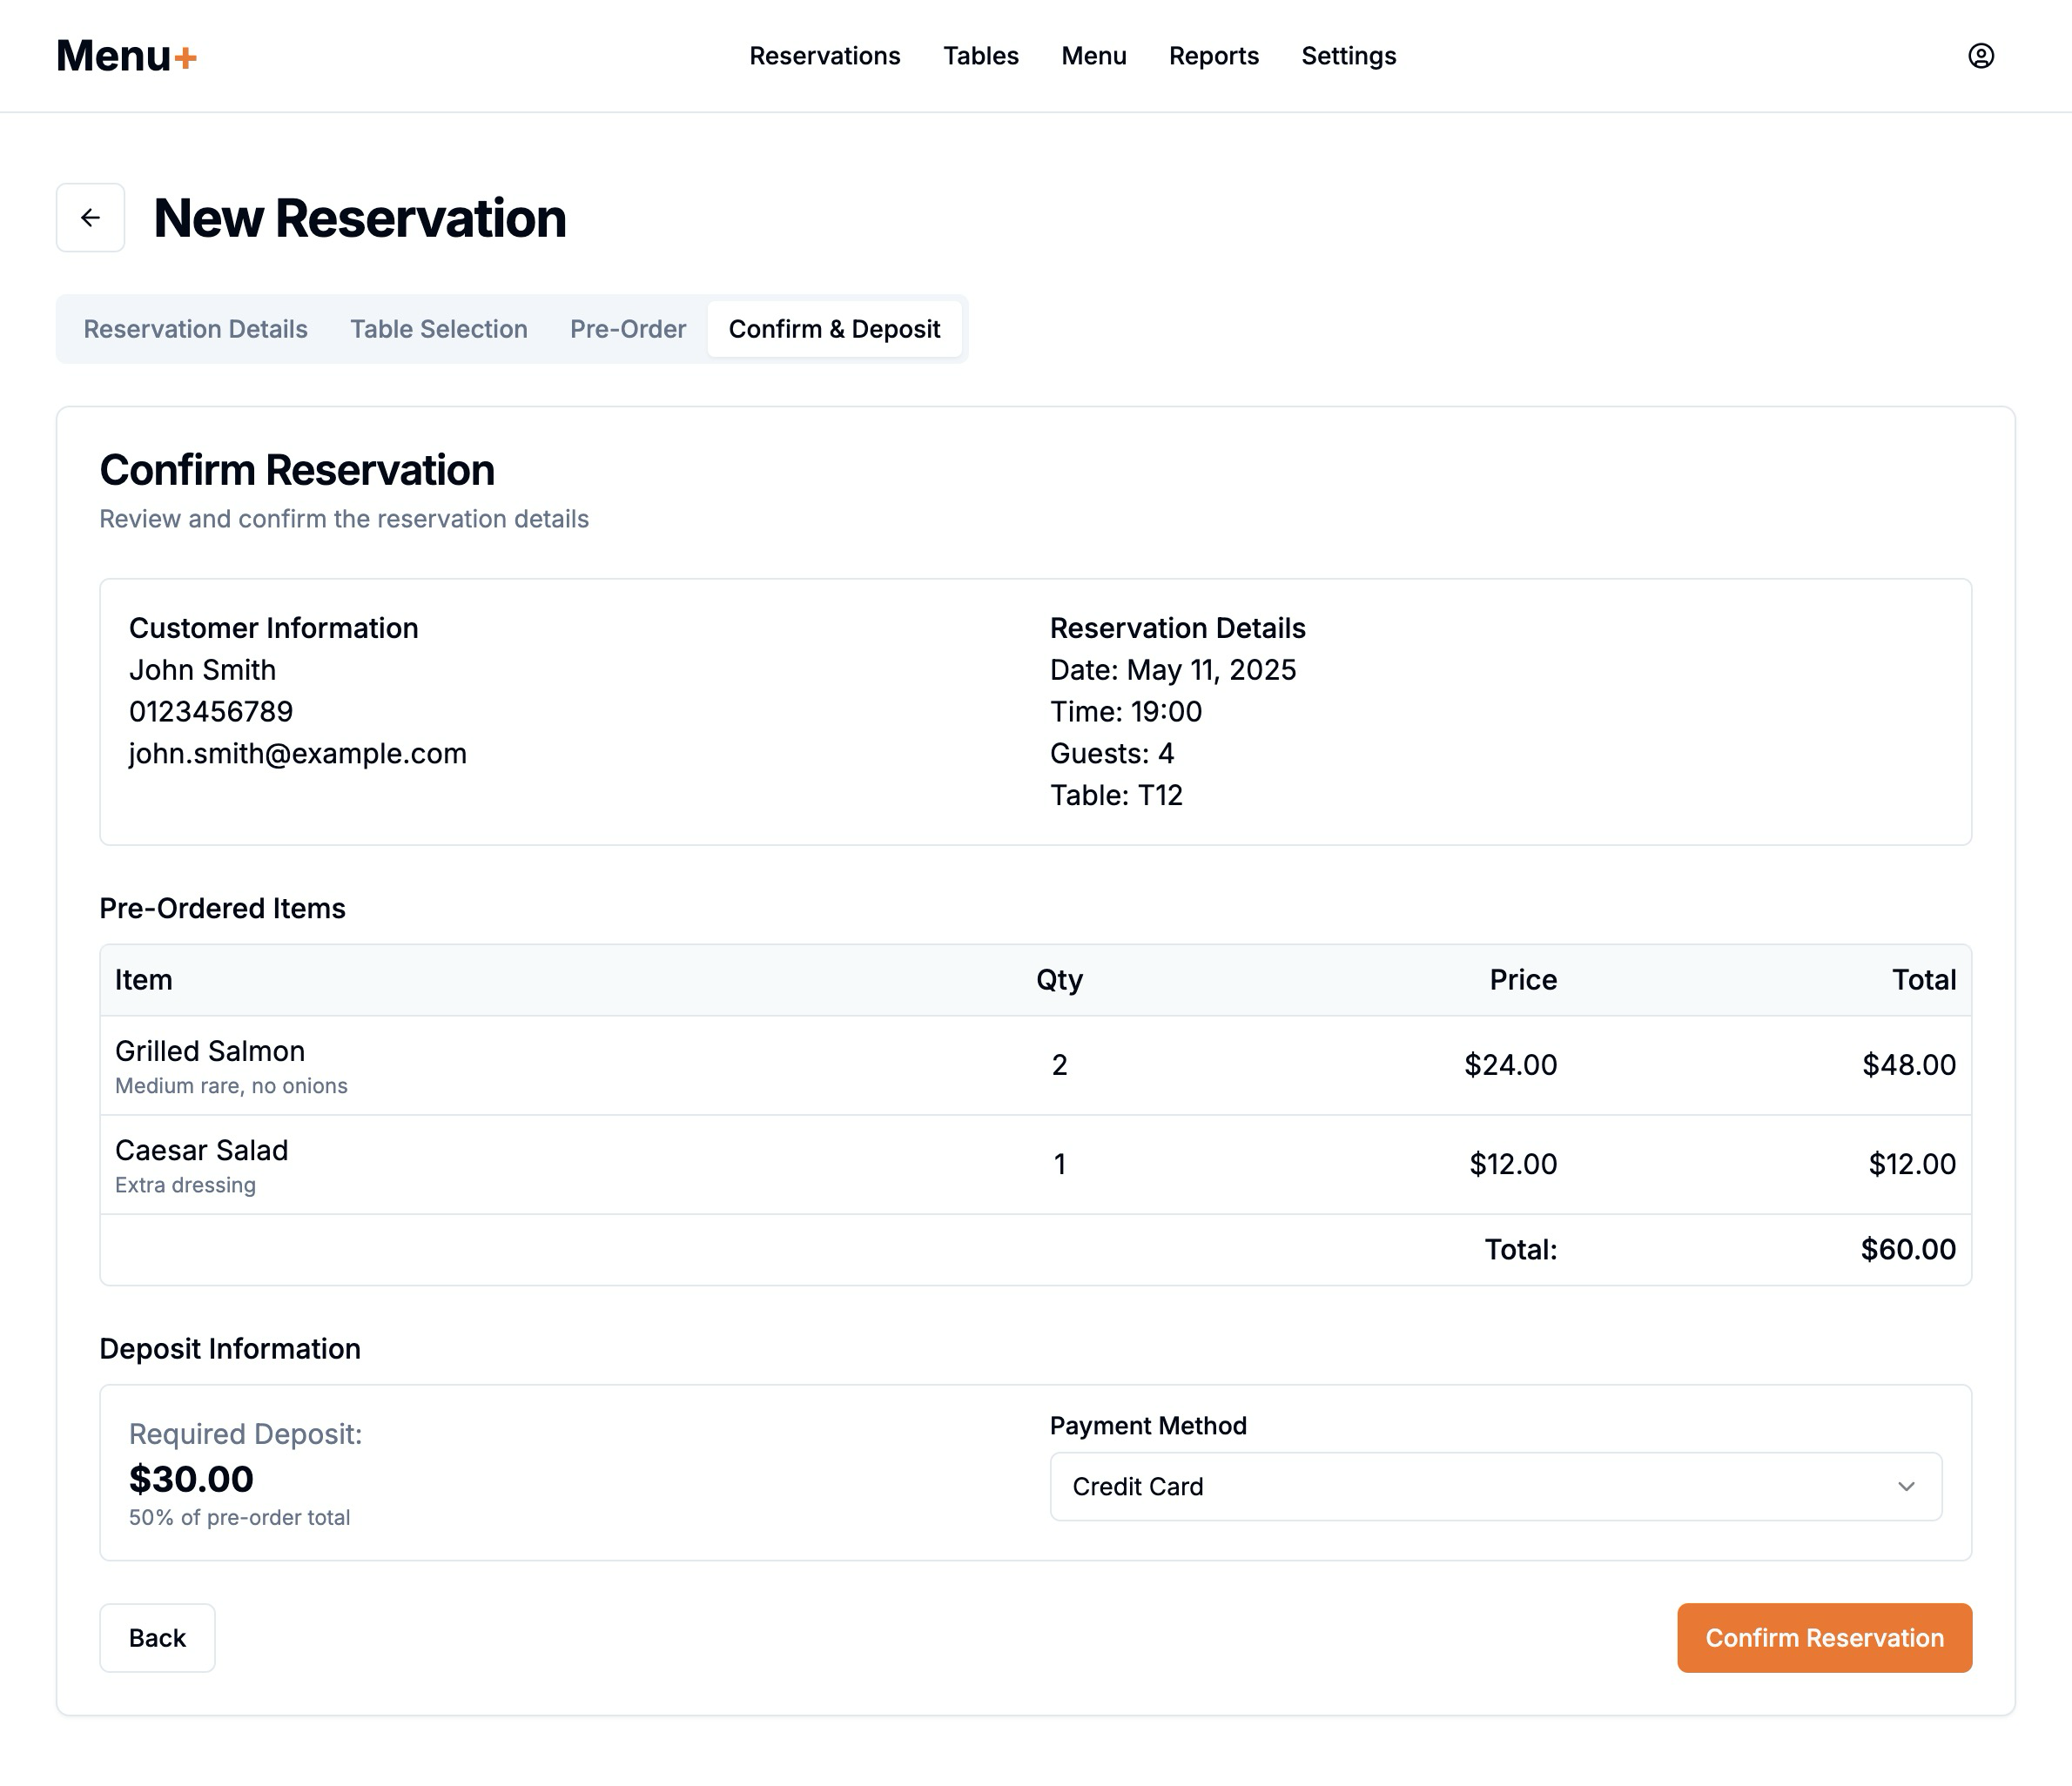 Menu+
Reservations Tables Menu Reports Settings
New Reservation
Reservation Details Table Selection Pre-Order Confirm & Deposit
Confirm Reservation
Review and confirm the reservation details
Customer Information
John Smith
0123456789
john.smith@example.com
Reservation Details
Date: May 11, 2025
Time: 19:00
Guests: 4
Table: T12
Pre-Ordered Items
Item Qty Price Total
Grilled Salmon 2 $24.00 $48.00
Medium rare, no onions
Caesar Salad 1 $12.00 $12.00
Extra dressing
Total: $60.00
Deposit Information
Required Deposit:
$30.00
50% of pre-order total
Payment Method
Credit Card
Back Confirm Reservation